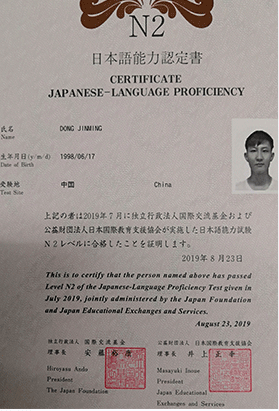 N2
日本語能力認定書
CERTIFICATE
JAPANESE-LANGUAGE PROFICIENCY
氏名 DONG JINMING
Name
生年月日(y/m/d) 1998/06/17
Date of Birth
受験地 中国 China
Test Site
上記の者は2019年7月に独立行政法人国際交流基金および
公益財団法人日本国際教育支援協会が実施した日本語能力試験
N2レベルに合格したことを証明します。
2019年8月23日
This is to certify that the person named above has passed
Level N2 of the Japanese-Language Proficiency Test given in
July 2019, jointly administered by the Japan Foundation
and Japan Educational Exchanges and Services.
August 23, 2019
独立行政法人 国際交流基金 公益財団法人 日本国際教育支援協会
理事長 安藤裕康 理事長 井上正幸
Hiroyasu Ando Masayuki Inoue
President President
The Japan Foundation Japan Educational
Exchanges and Services